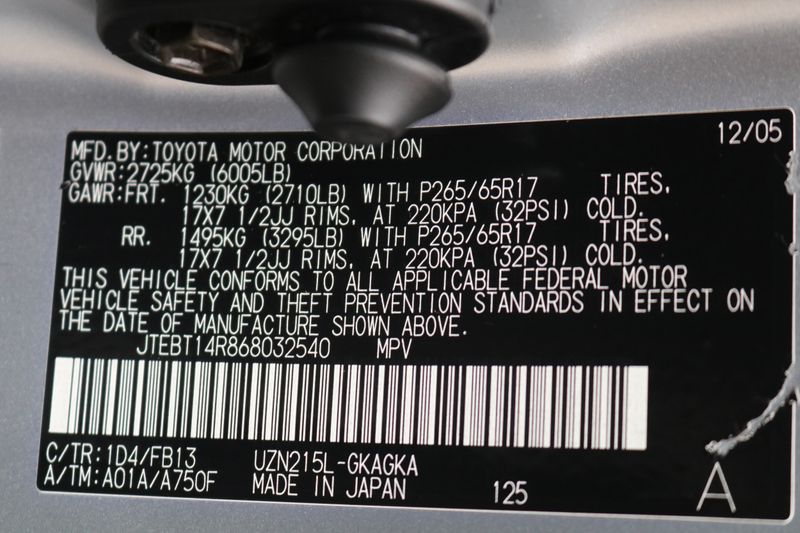 12/05
MFD.BY:TOYOTA MOTOR CORPORATION
GVWR:2725KG (6005LB)
GAWR:FRT. 1230KG (2710LB) WITH P265/65R17 TIRES,
17X7 1/2JJ RIMS, AT 220KPA (32PSI) COLD.
RR. 1495KG (3295LB) WITH P265/65R17 TIRES,
17X7 1/2JJ RIMS, AT 220KPA (32PSI) COLD.
THIS VEHICLE CONFORMS TO ALL APPLICABLE FEDERAL MOTOR
VEHICLE SAFETY AND THEFT PREVENTION STANDARDS IN EFFECT ON
THE DATE OF MANUFACTURE SHOWN ABOVE.
JTEBT14R868032540 MPV
C/TR:1D4/FB13 UZN215L-GKAGKA
A/TM:A01A/A750F MADE IN JAPAN 125 A